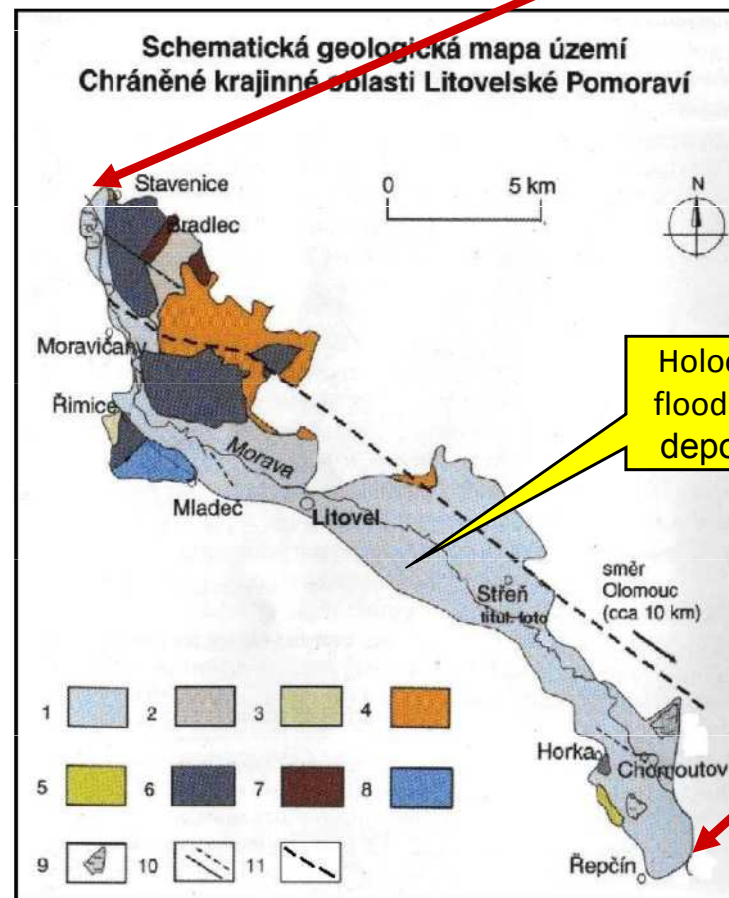 Schematická geologická mapa území
Chráněné krajinné oblasti Litovelské Pomoraví
Stavenice
0 5 km
N
Bradlec
Moravičany
Řimice
Morava
Mladeč
Litovel
směr
Olomouc
(cca 10 km)
Střeň
titul. foto
1 2 3 4
Horka
Chomoutov
5 6 7 8
9 10 11
Řepčín